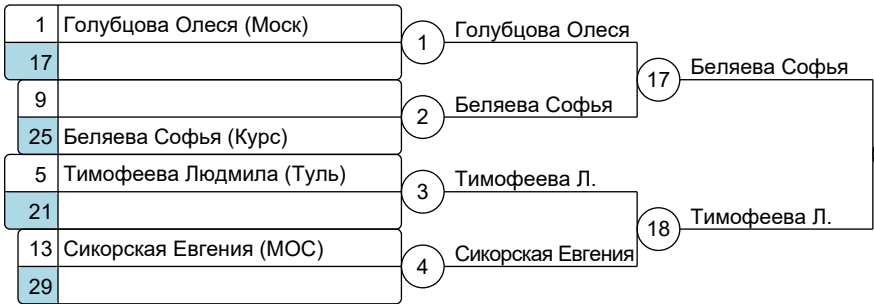 1 Голубцова Олеся (Моск)
17
1 Голубцова Олеся
9
25 Беляева Софья (Курс)
2 Беляева Софья
17 Беляева Софья
5 Тимофеева Людмила (Туль)
21
3 Тимофеева Л.
13 Сикорская Евгения (МОС)
29
4 Сикорская Евгения
18 Тимофеева Л.